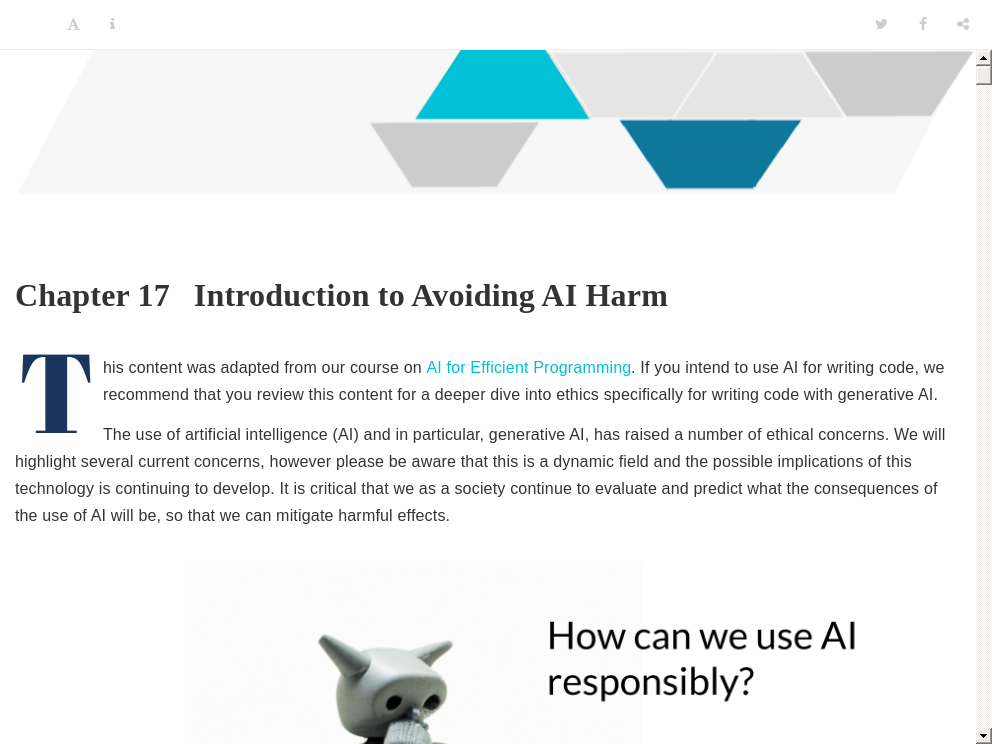 Chapter 17 Introduction to Avoiding AI Harm
This content was adapted from our course on AI for Efficient Programming. If you intend to use AI for writing code, we
recommend that you review this content for a deeper dive into ethics specifically for writing code with generative AI.
The use of artificial intelligence (AI) and in particular, generative AI, has raised a number of ethical concerns. We will
highlight several current concerns, however please be aware that this is a dynamic field and the possible implications of this
technology is continuing to develop. It is critical that we as a society continue to evaluate and predict what the consequences of
the use of AI will be, so that we can mitigate harmful effects.
How can we use AI
responsibly?